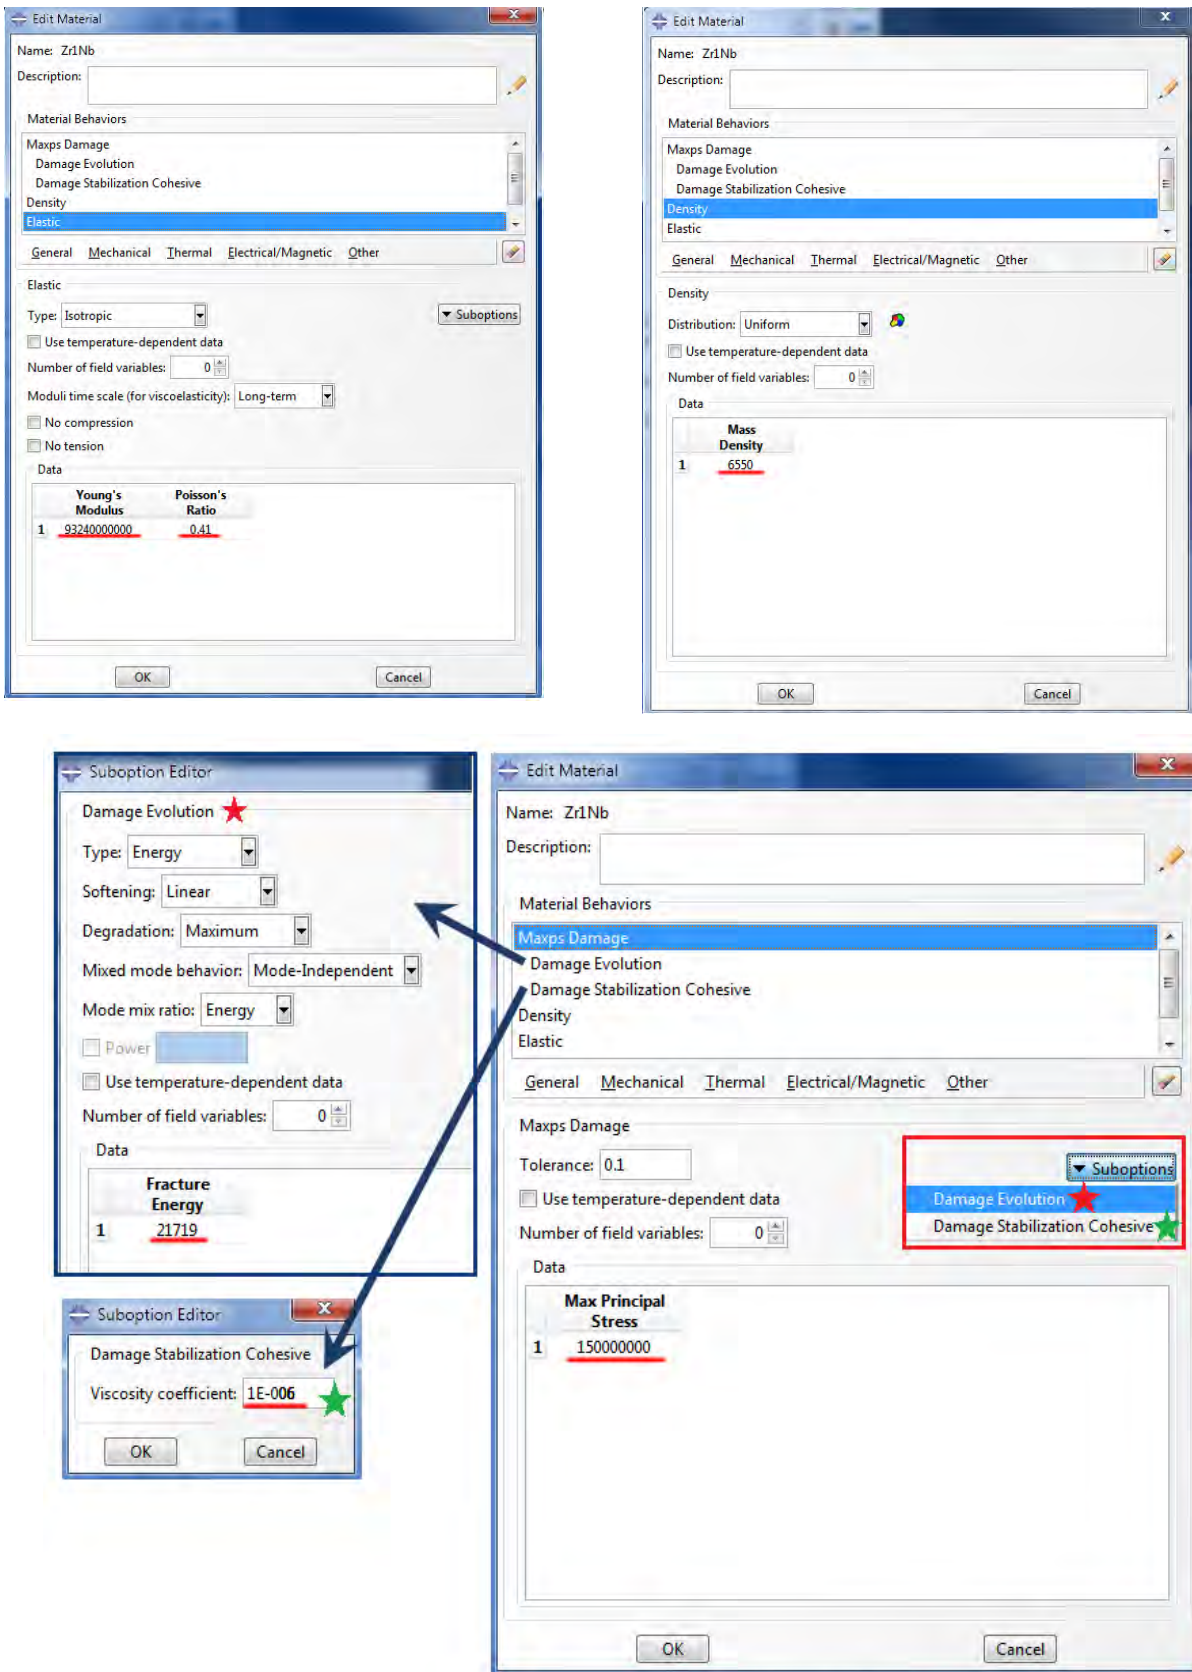 Edit Material
Name: Zr1Nb
Description:
Material Behaviors
Maxps Damage
Damage Evolution
Damage Stabilization Cohesive
Density
Elastic
General Mechanical Thermal Electrical/Magnetic Other
Elastic
Type: Isotropic
Suboptions
Use temperature-dependent data
Number of field variables: 0
Moduli time scale (for viscoelasticity): Long-term
No compression
No tension
Data
Young's Poisson's
Modulus Ratio
1 93240000000 0.41
OK Cancel
Edit Material
Name: Zr1Nb
Description:
Material Behaviors
Maxps Damage
Damage Evolution
Damage Stabilization Cohesive
Density
Elastic
General Mechanical Thermal Electrical/Magnetic Other
Density
Distribution: Uniform
Use temperature-dependent data
Number of field variables: 0
Data
Mass
Density
1 6550
OK Cancel
Suboption Editor
Damage Evolution
Type: Energy
Softening: Linear
Degradation: Maximum
Mixed mode behavior: Mode-Independent
Mode mix ratio: Energy
Power
Use temperature-dependent data
Number of field variables: 0
Data
Fracture
Energy
1 21719
Suboption Editor
Damage Stabilization Cohesive
Viscosity coefficient: 1E-006
OK Cancel
Edit Material
Name: Zr1Nb
Description:
Material Behaviors
Maxps Damage
Damage Evolution
Damage Stabilization Cohesive
Density
Elastic
General Mechanical Thermal Electrical/Magnetic Other
Maxps Damage
Tolerance: 0.1
Suboptions
Use temperature-dependent data
Damage Evolution
Damage Stabilization Cohesive
Number of field variables: 0
Data
Max Principal
Stress
1 150000000
OK Cancel